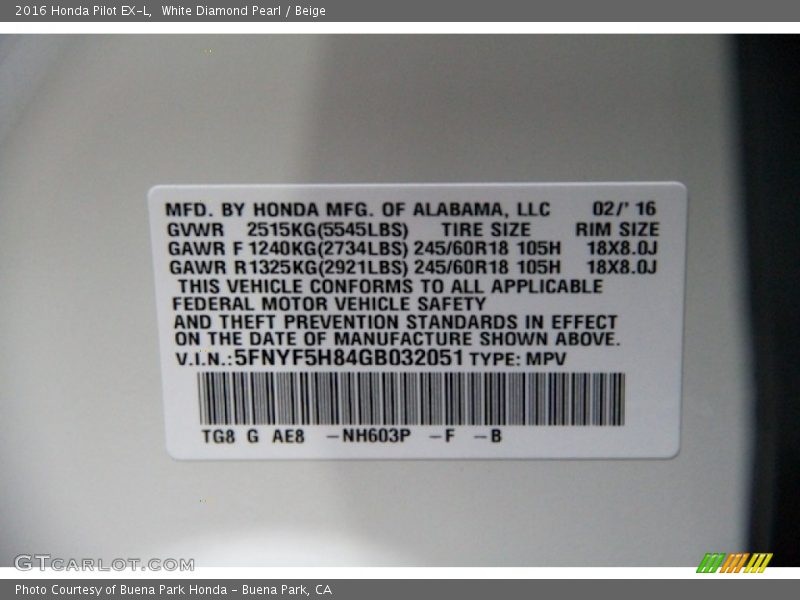 2016 Honda Pilot EX-L,  White Diamond Pearl / Beige
MFD. BY HONDA MFG. OF ALABAMA, LLC 02/' 16
GVWR 2515KG(5545LBS) TIRE SIZE RIM SIZE
GAWR F 1240KG(2734LBS) 245/60R18 105H 18X8.0J
GAWR R1325KG(2921LBS) 245/60R18 105H 18X8.0J
THIS VEHICLE CONFORMS TO ALL APPLICABLE
FEDERAL MOTOR VEHICLE SAFETY
AND THEFT PREVENTION STANDARDS IN EFFECT
ON THE DATE OF MANUFACTURE SHOWN ABOVE.
V.I.N.:5FNYF5H84GB032051 TYPE: MPV
TG8 G AE8 -NH603P -F -B
GTCARLOT.COM
Photo Courtesy of Buena Park Honda - Buena Park, CA